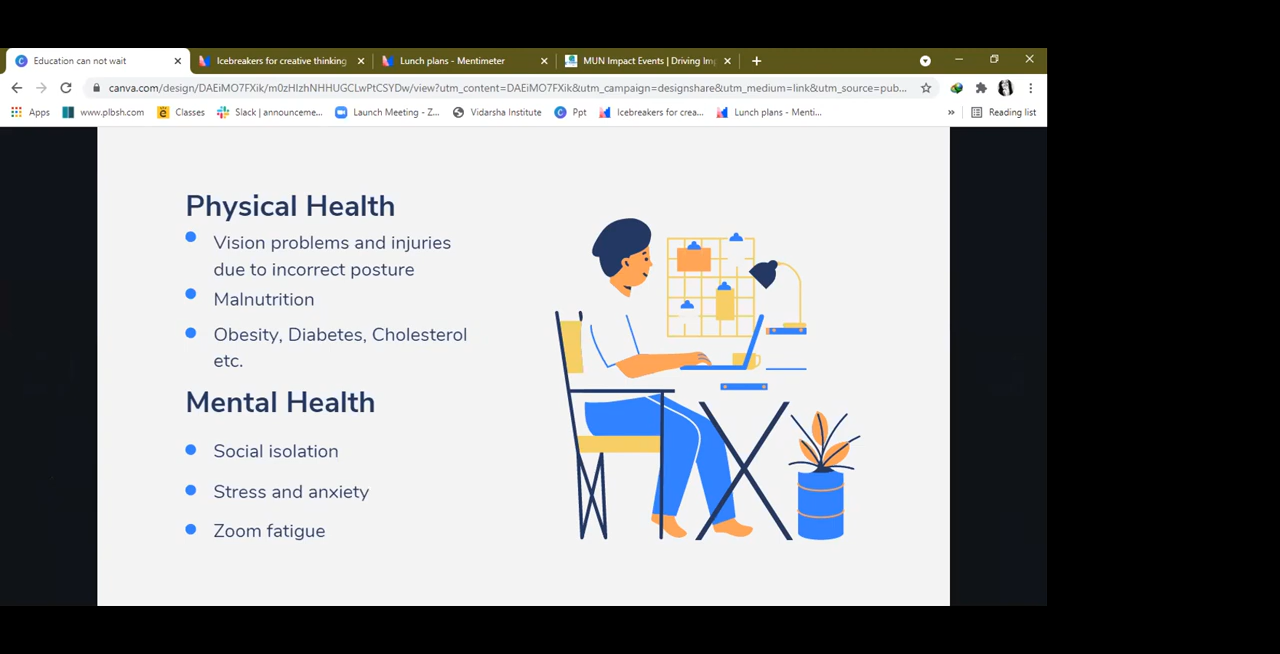 Education can not wait
Icebreakers for creative thinking
Lunch plans - Mentimeter
MUN Impact Events | Driving Imp
canva.com/design/DAEiMO7FXik/m0zHIzhNHHUGCLwPtCSYDw/view?utm_content=DAEiMO7FXik&utm_campaign=designshare&utm_medium=link&utm_source=pub...
Apps
www.plbsh.com
Classes
Slack | announceme...
Launch Meeting - Z...
Vidarsha Institute
Ppt
Icebreakers for crea...
Lunch plans - Menti...
»
Reading list
Physical Health
Vision problems and injuries
due to incorrect posture
Malnutrition
Obesity, Diabetes, Cholesterol
etc.
Mental Health
Social isolation
Stress and anxiety
Zoom fatigue